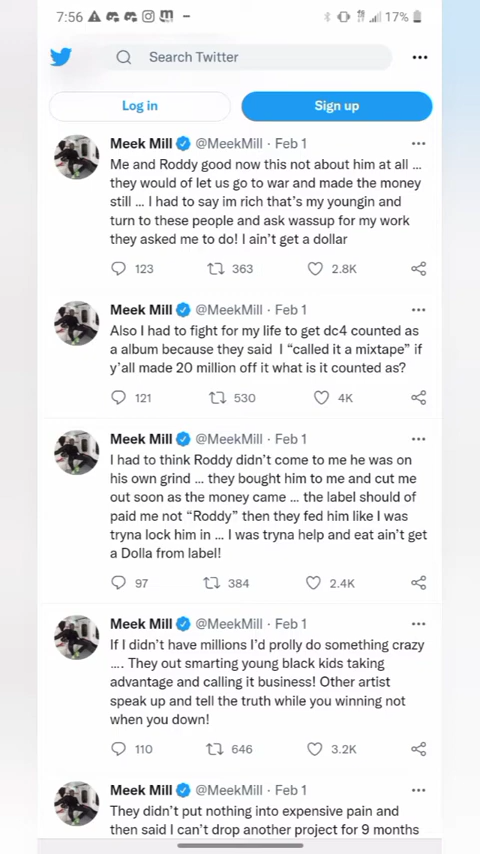 7:56
17%
Search Twitter
Log in
Sign up
Meek Mill @MeekMill · Feb 1
Me and Roddy good now this not about him at all ...
they would of let us go to war and made the money
still ... I had to say im rich that's my youngin and
turn to these people and ask wassup for my work
they asked me to do! I ain't get a dollar
123 363 2.8K
Meek Mill @MeekMill · Feb 1
Also I had to fight for my life to get dc4 counted as
a album because they said I “called it a mixtape” if
y'all made 20 million off it what is it counted as?
121 530 4K
Meek Mill @MeekMill · Feb 1
I had to think Roddy didn't come to me he was on
his own grind ... they bought him to me and cut me
out soon as the money came ... the label should of
paid me not “Roddy” then they fed him like I was
tryna lock him in ... I was tryna help and eat ain't get
a Dolla from label!
97 384 2.4K
Meek Mill @MeekMill · Feb 1
If I didn't have millions I'd prolly do something crazy
.... They out smarting young black kids taking
advantage and calling it business! Other artist
speak up and tell the truth while you winning not
when you down!
110 646 3.2K
Meek Mill @MeekMill · Feb 1
They didn't put nothing into expensive pain and
then said I can't drop another project for 9 months